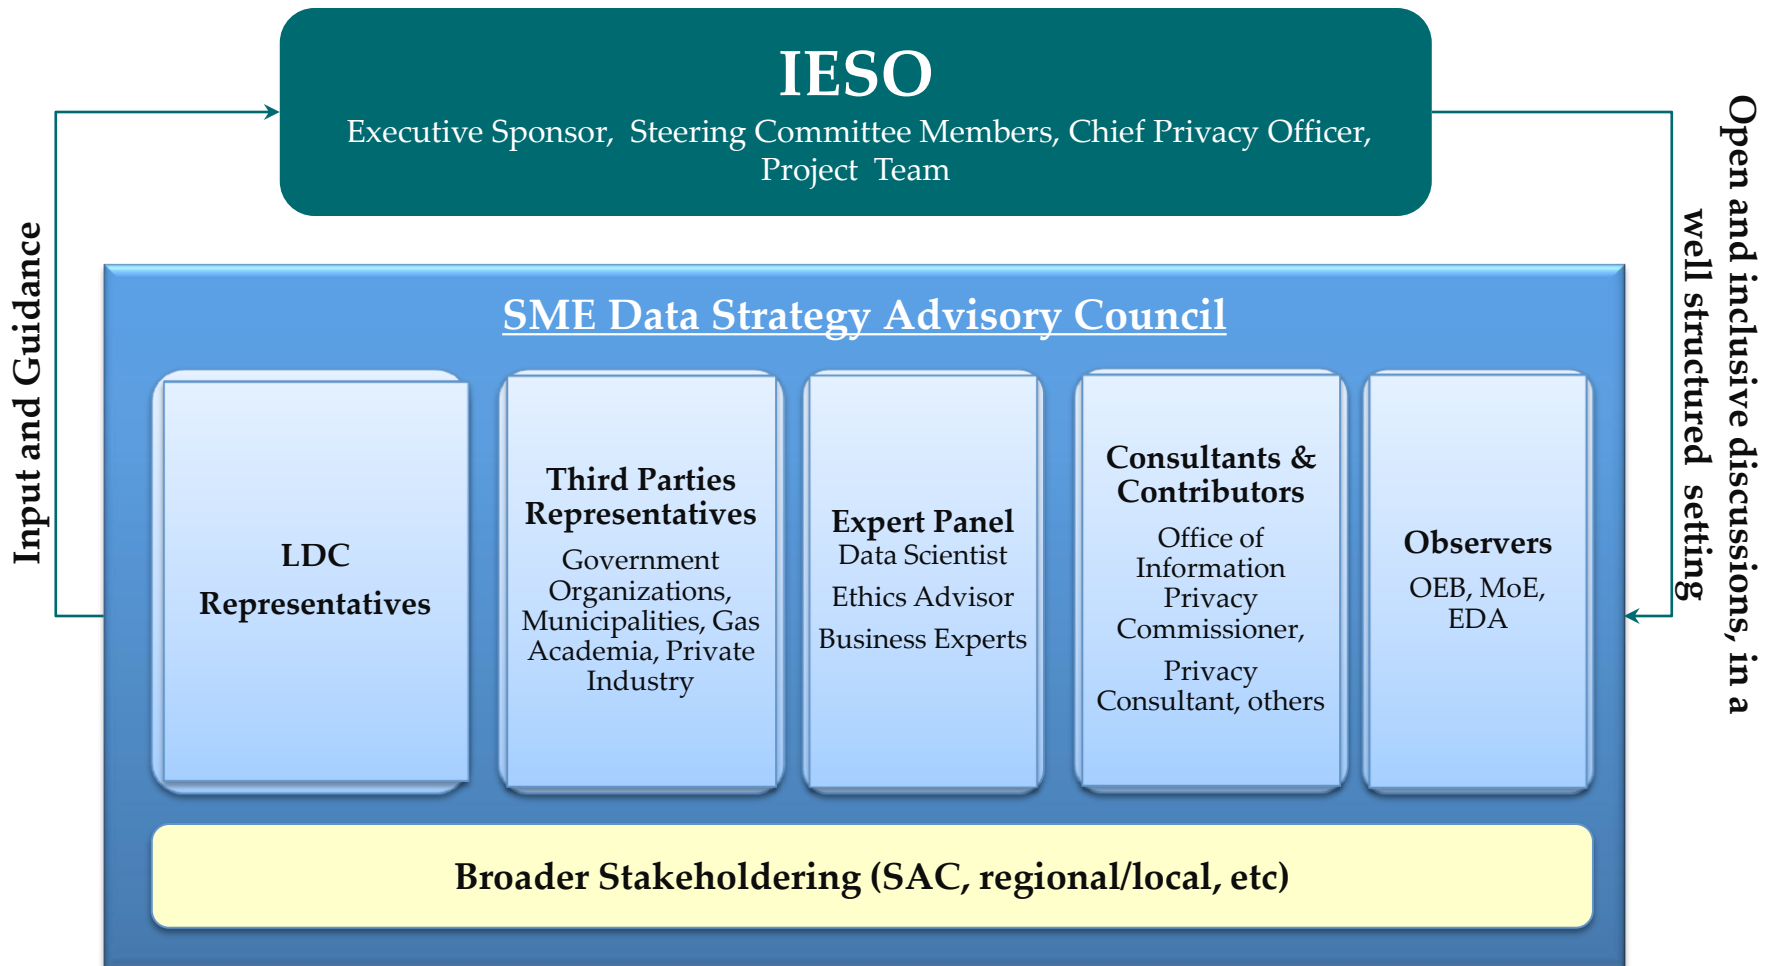 IESO
Executive Sponsor, Steering Committee Members, Chief Privacy Officer,
Project Team
Input and Guidance
Open and inclusive discussions, in a
well structured setting
SME Data Strategy Advisory Council
LDC
Representatives
Third Parties
Representatives
Government
Organizations,
Municipalities, Gas
Academia, Private
Industry
Expert Panel
Data Scientist
Ethics Advisor
Business Experts
Consultants &
Contributors
Office of
Information
Privacy
Commissioner,
Privacy
Consultant, others
Observers
OEB, MoE,
EDA
Broader Stakeholdering (SAC, regional/local, etc)